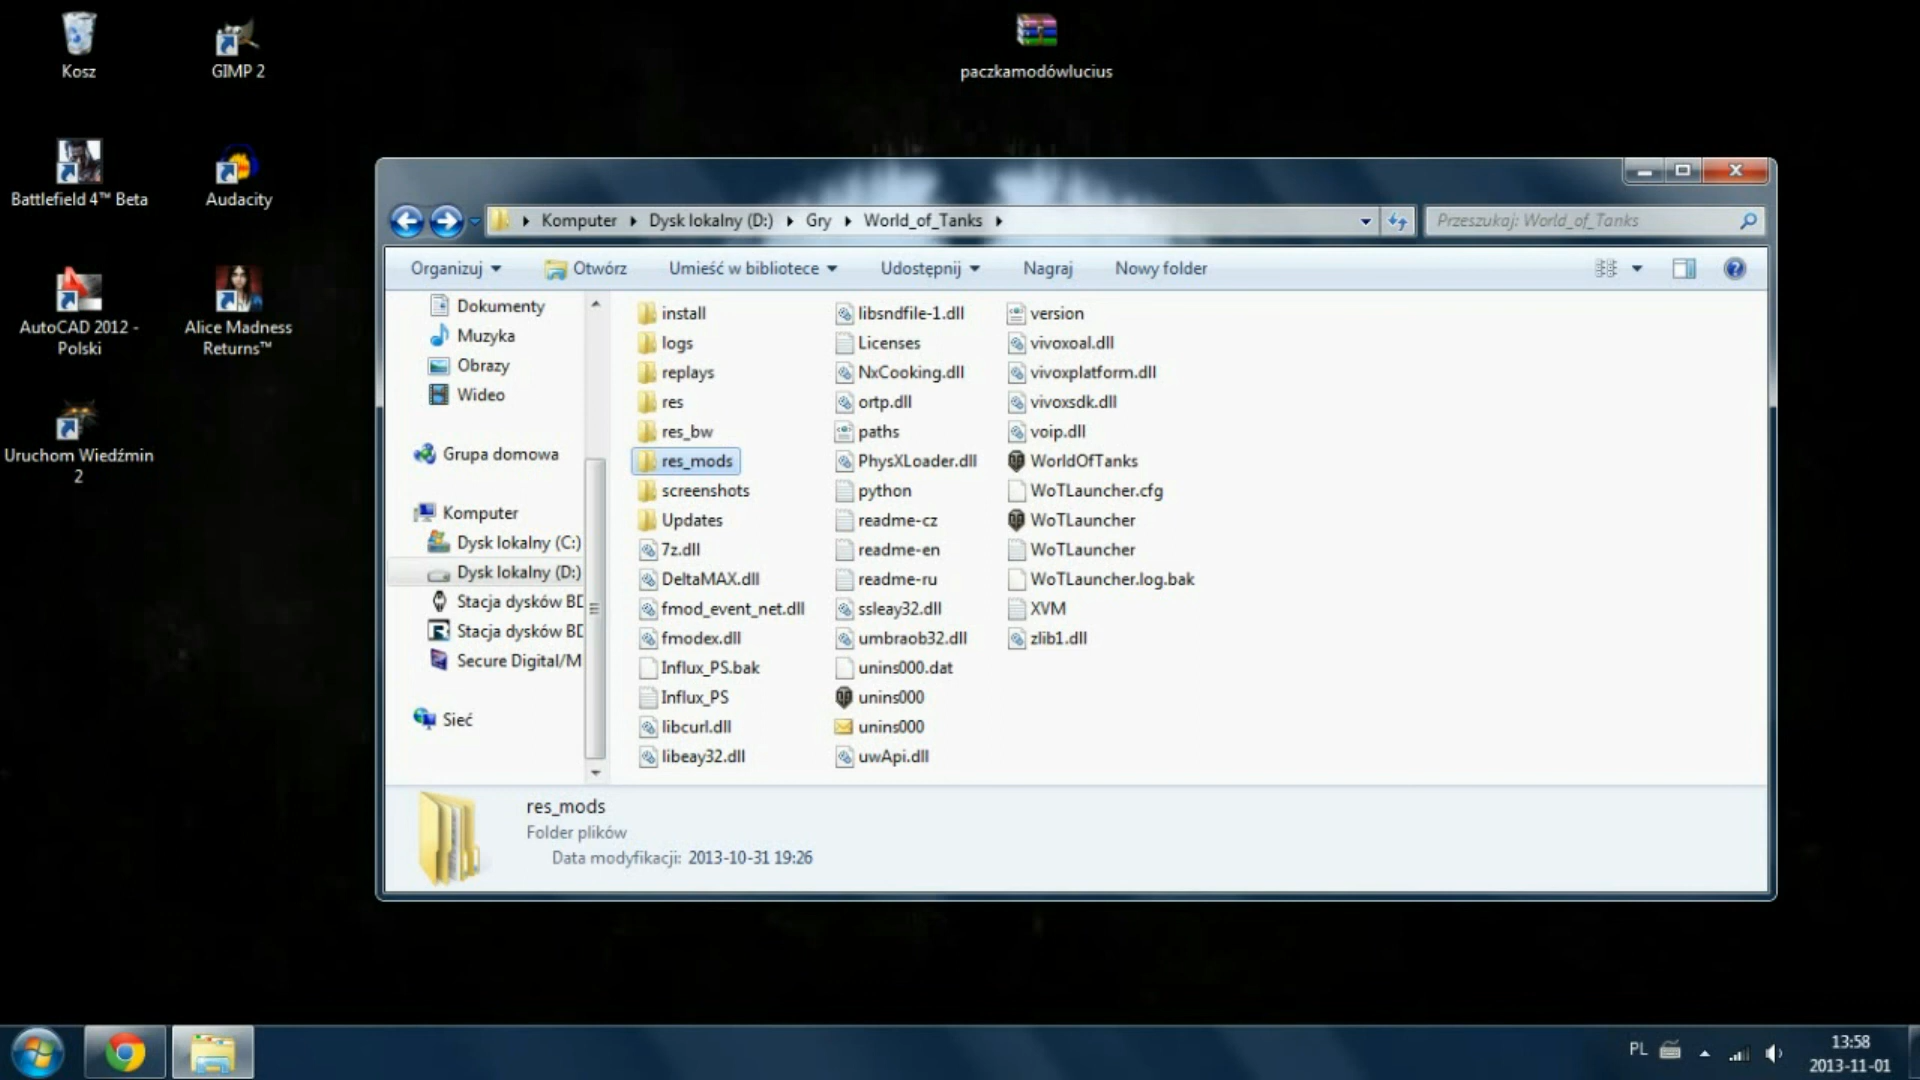 Kosz
GIMP 2
paczkamodówlucius
Battlefield 4™ Beta
Audacity
AutoCAD 2012 -
Polski
Alice Madness
Returns™
Uruchom Wiedźmin
2
Komputer
Dysk lokalny (D:)
Gry
World_of_Tanks
Przeszukaj: World_of_Tanks
Organizuj
Otwórz
Umieść w bibliotece
Udostępnij
Nagraj
Nowy folder
Dokumenty
Muzyka
Obrazy
Wideo
Grupa domowa
Komputer
Dysk lokalny (C:)
Dysk lokalny (D:)
Stacja dysków BD
Stacja dysków BD
Secure Digital/M
Sieć
install
logs
replays
res
res_bw
res_mods
screenshots
Updates
7z.dll
DeltaMAX.dll
fmod_event_net.dll
fmodex.dll
Influx_PS.bak
Influx_PS
libcurl.dll
libeay32.dll
libsndfile-1.dll
Licenses
NxCooking.dll
ortp.dll
paths
PhysXLoader.dll
python
readme-cz
readme-en
readme-ru
ssleay32.dll
umbraob32.dll
unins000.dat
unins000
unins000
uwApi.dll
version
vivoxoal.dll
vivoxplatform.dll
vivoxsdk.dll
voip.dll
WorldOfTanks
WoTLauncher.cfg
WoTLauncher
WoTLauncher
WoTLauncher.log.bak
XVM
zlib1.dll
res_mods
Folder plików
Data modyfikacji: 2013-10-31 19:26
PL
13:58
2013-11-01